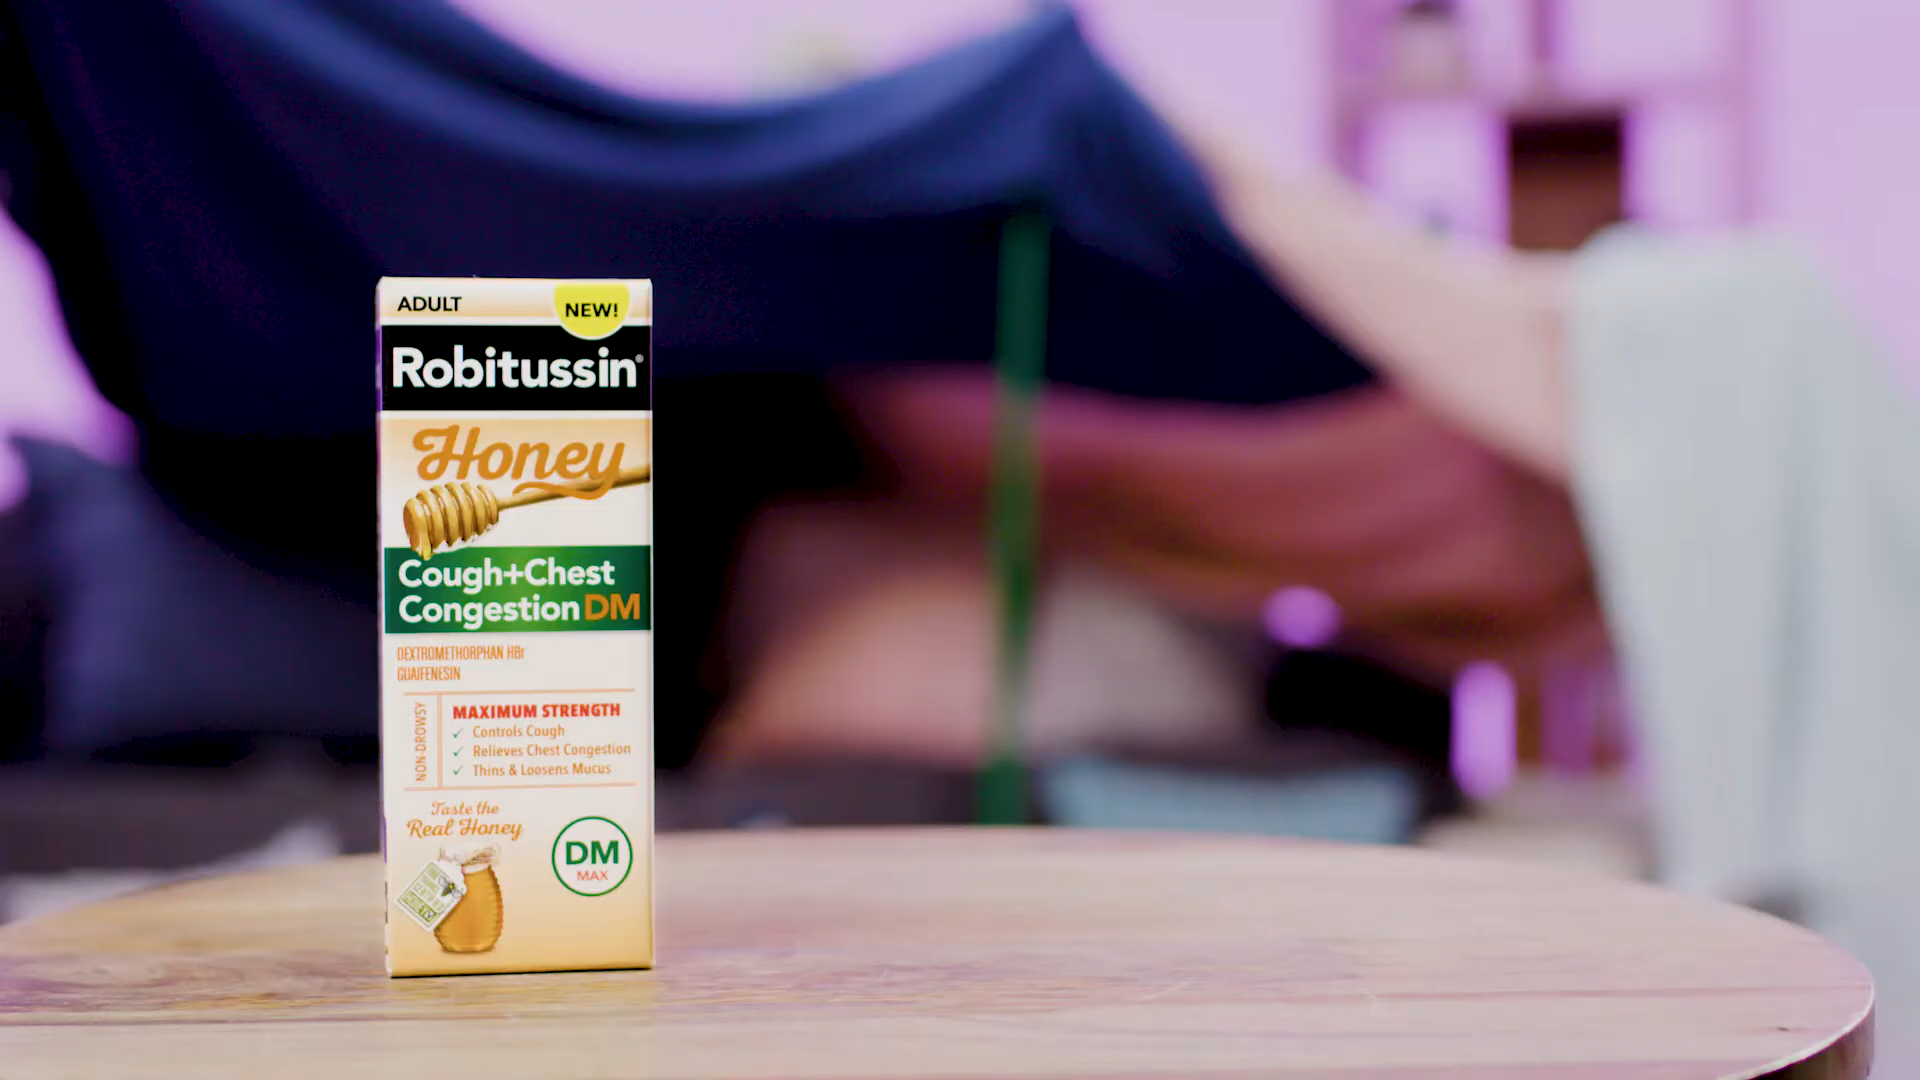 ADULT
NEW!
Robitussin®
Honey
Cough+Chest
Congestion DM
DEXTROMETHORPHAN HBr
GUAIFENESIN
NON-DROWSY
MAXIMUM STRENGTH
✓ Controls Cough
✓ Relieves Chest Congestion
✓ Thins & Loosens Mucus
Taste the
Real Honey
DM
MAX